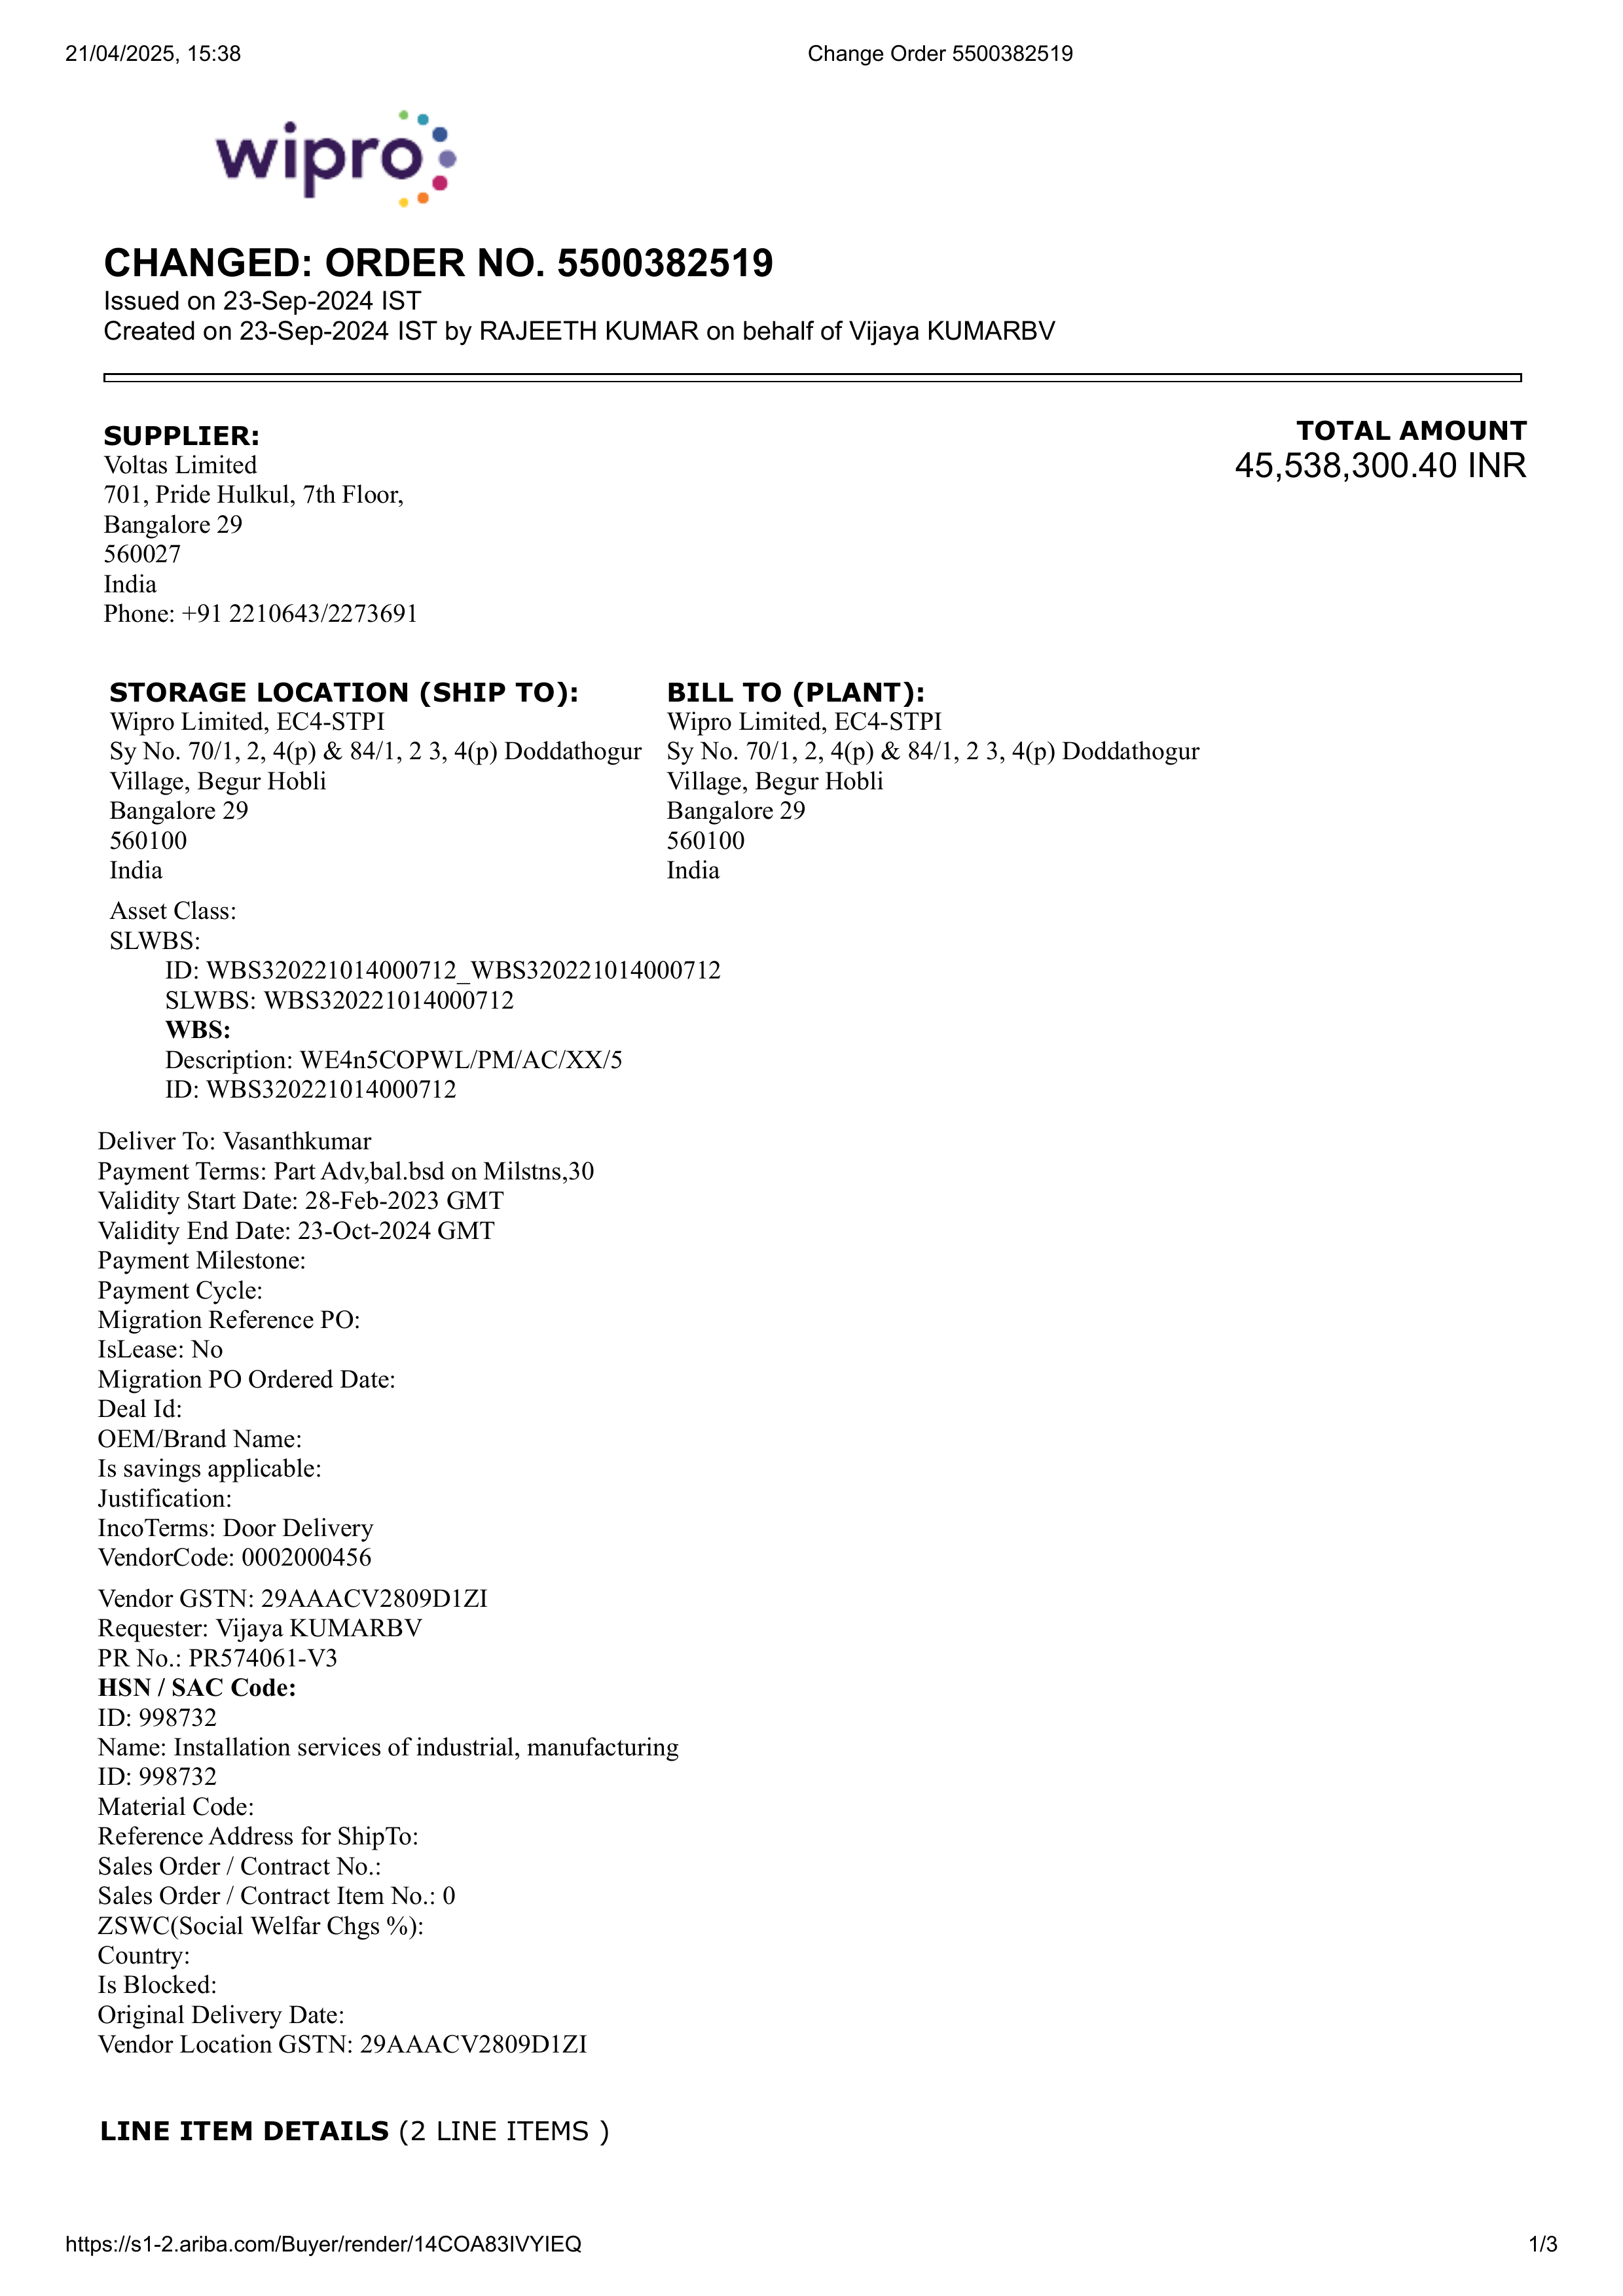 21/04/2025, 15:38
Change Order 5500382519
wipro
CHANGED: ORDER NO. 5500382519
Issued on 23-Sep-2024 IST
Created on 23-Sep-2024 IST by RAJEETH KUMAR on behalf of Vijaya KUMARBV
SUPPLIER:
Voltas Limited
701, Pride Hulkul, 7th Floor,
Bangalore 29
560027
India
Phone: +91 2210643/2273691
TOTAL AMOUNT
45,538,300.40 INR
STORAGE LOCATION (SHIP TO):
Wipro Limited, EC4-STPI
Sy No. 70/1, 2, 4(p) & 84/1, 2 3, 4(p) Doddathogur
Village, Begur Hobli
Bangalore 29
560100
India
BILL TO (PLANT):
Wipro Limited, EC4-STPI
Sy No. 70/1, 2, 4(p) & 84/1, 2 3, 4(p) Doddathogur
Village, Begur Hobli
Bangalore 29
560100
India
Asset Class:
SLWBS:
ID: WBS320221014000712_WBS320221014000712
SLWBS: WBS320221014000712
WBS:
Description: WE4n5COPWL/PM/AC/XX/5
ID: WBS320221014000712
Deliver To: Vasanthkumar
Payment Terms: Part Adv,bal.bsd on Milstns,30
Validity Start Date: 28-Feb-2023 GMT
Validity End Date: 23-Oct-2024 GMT
Payment Milestone:
Payment Cycle:
Migration Reference PO:
IsLease: No
Migration PO Ordered Date:
Deal Id:
OEM/Brand Name:
Is savings applicable:
Justification:
IncoTerms: Door Delivery
VendorCode: 0002000456
Vendor GSTN: 29AAACV2809D1ZI
Requester: Vijaya KUMARBV
PR No.: PR574061-V3
HSN / SAC Code:
ID: 998732
Name: Installation services of industrial, manufacturing
ID: 998732
Material Code:
Reference Address for ShipTo:
Sales Order / Contract No.:
Sales Order / Contract Item No.: 0
ZSWC(Social Welfar Chgs %):
Country:
Is Blocked:
Original Delivery Date:
Vendor Location GSTN: 29AAACV2809D1ZI
LINE ITEM DETAILS (2 LINE ITEMS )
https://s1-2.ariba.com/Buyer/render/14COA83IVYIEQ
1/3